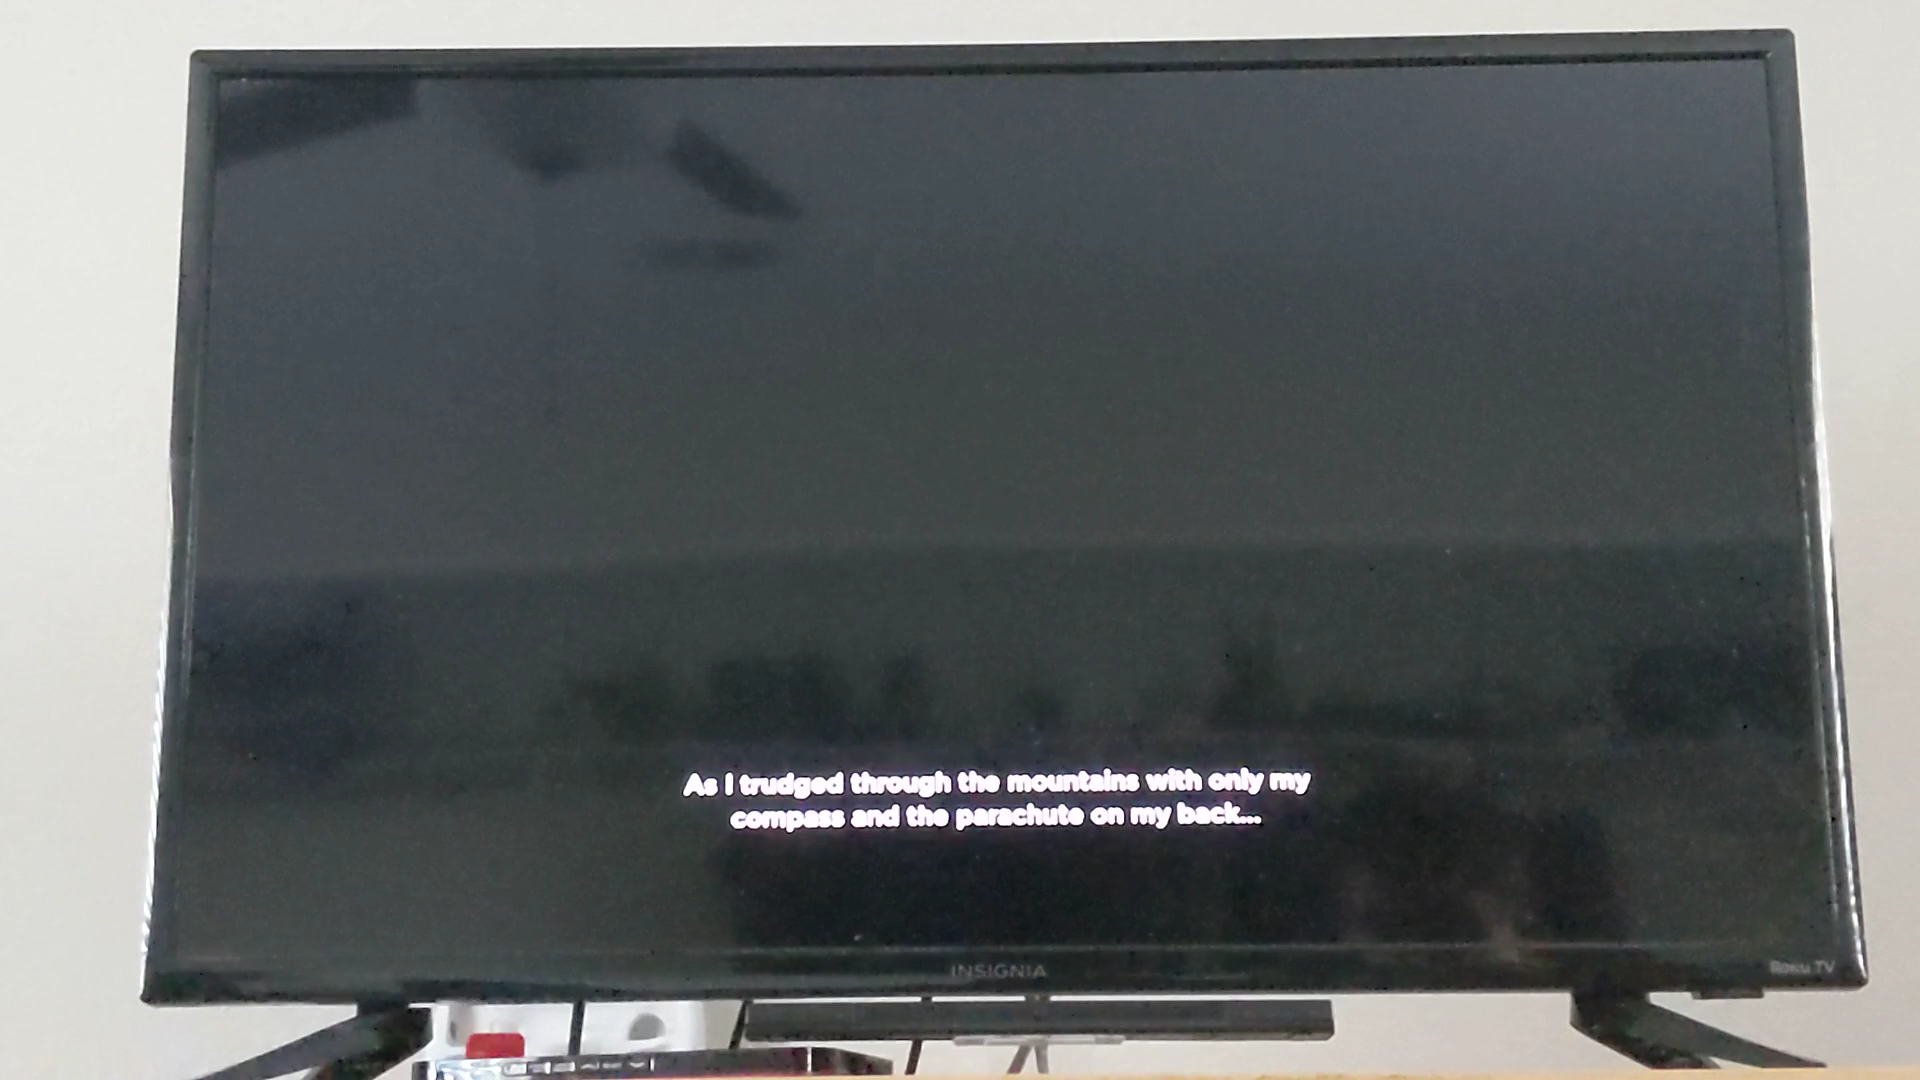 As I trudged through the mountains with only my
compass and the parachute on my back...
INSIGNIA
Roku TV